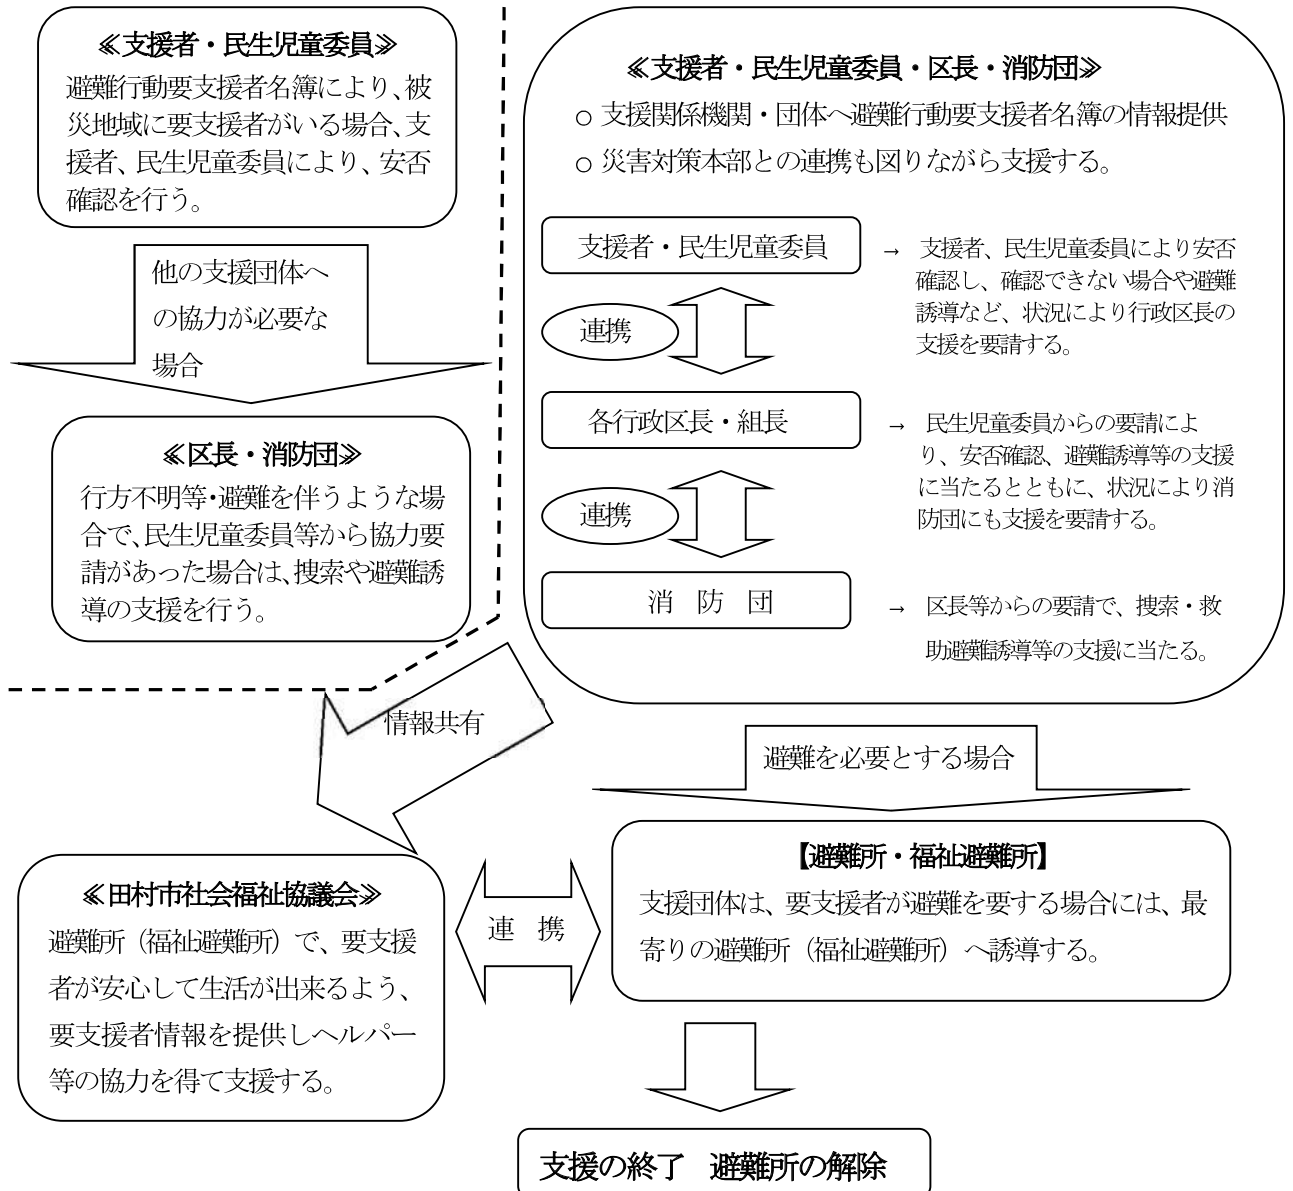 ≪支援者・民生児童委員≫
避難行動要支援者名簿により、被
災地域に要支援者がいる場合、支
援者、民生児童委員により、安否
確認を行う。
他の支援団体へ
の協力が必要な
場合
≪区長・消防団≫
行方不明等・避難を伴うような場
合で、民生児童委員等から協力要
請があった場合は、捜索や避難誘
導の支援を行う。
≪支援者・民生児童委員・区長・消防団≫
○ 支援関係機関・団体へ避難行動要支援者名簿の情報提供
○ 災害対策本部との連携も図りながら支援する。
支援者・民生児童委員
→ 支援者、民生児童委員により安否
確認し、確認できない場合や避難
誘導など、状況により行政区長の
支援を要請する。
連携
各行政区長・組長
→ 民生児童委員からの要請によ
り、安否確認、避難誘導等の支援
に当たるとともに、状況により消
防団にも支援を要請する。
連携
消 防 団
→ 区長等からの要請で、捜索・救
助避難誘導等の支援に当たる。
情報共有
避難を必要とする場合
≪田村市社会福祉協議会≫
避難所（福祉避難所）で、要支援
者が安心して生活が出来るよう、
要支援者情報を提供しヘルパー
等の協力を得て支援する。
連 携
【避難所・福祉避難所】
支援団体は、要支援者が避難を要する場合には、最
寄りの避難所（福祉避難所）へ誘導する。
支援の終了 避難所の解除